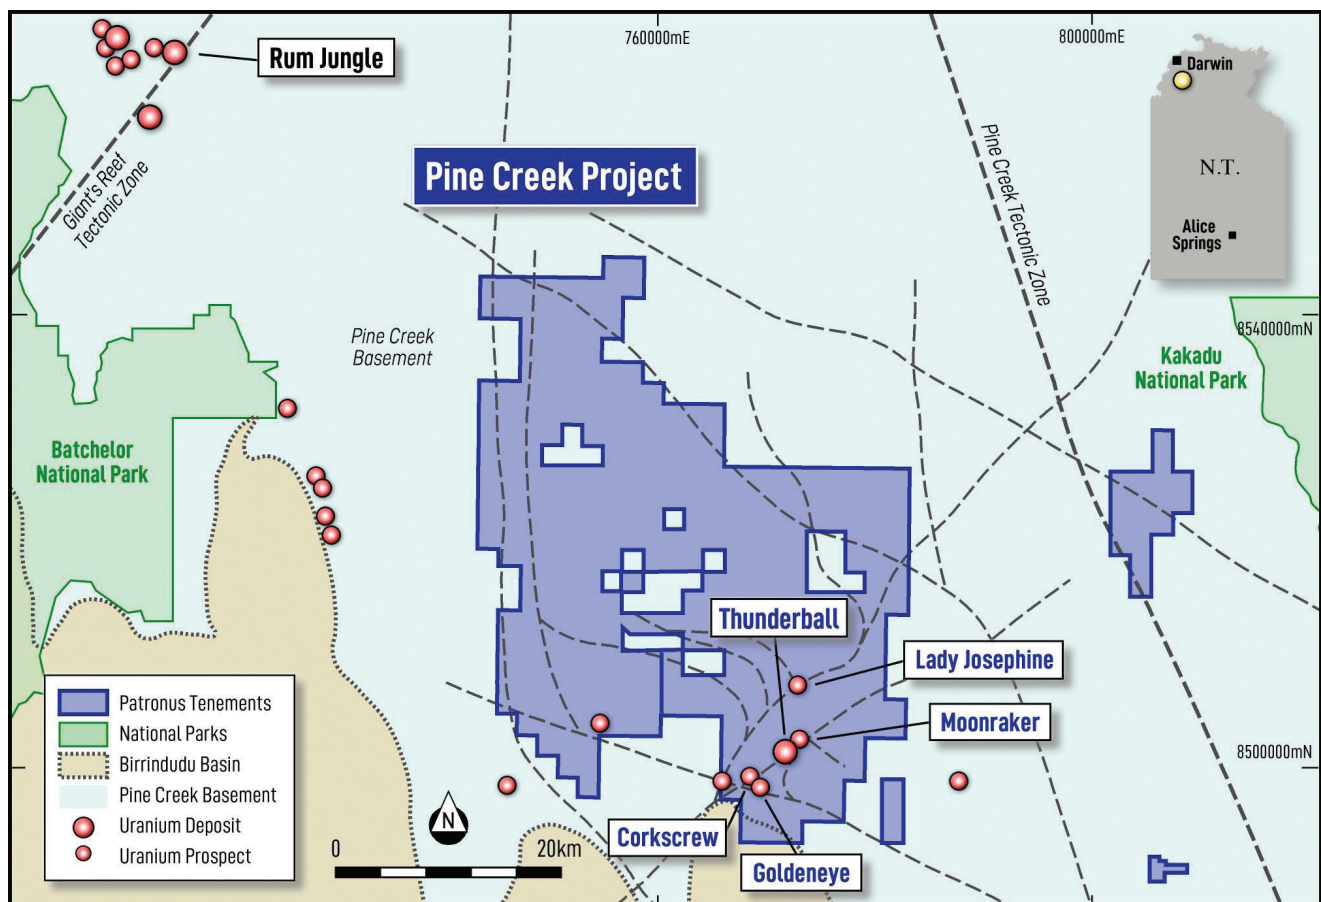 760000mE
800000mE
Rum Jungle
Darwin
Pine Creek Project
Giant's Reef
Tectonic Zone
Pine Creek Tectonic Zone
N.T.
Alice
Springs
Pine Creek
Basement
8540000mN
Kakadu
National Park
Batchelor
National Park
Thunderball
Lady Josephine
Moonraker
8500000mN
Corkscrew
Goldeneye
Patronus Tenements
National Parks
Birrindudu Basin
Pine Creek Basement
Uranium Deposit
Uranium Prospect
N
0
20km